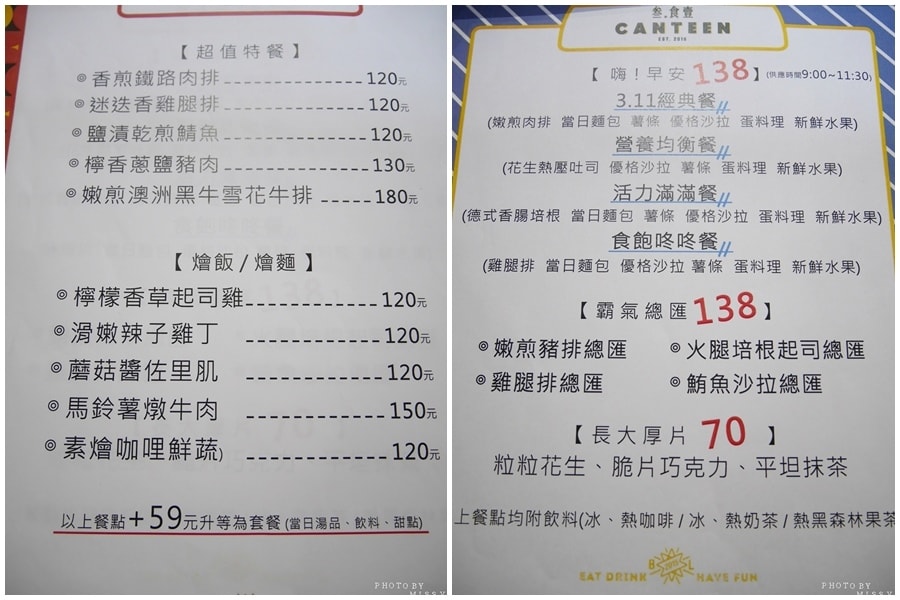 【超值特餐】
◎香煎鐵路肉排 120元
◎迷迭香雞腿排 120元
◎鹽漬乾煎鯖魚 120元
◎檸香蔥鹽豬肉 130元
◎嫩煎澳洲黑牛雪花牛排 180元
【燴飯/燴麵】
◎檸檬香草起司雞 120元
◎滑嫩辣子雞丁 120元
◎蘑菇醬佐里肌 120元
◎馬鈴薯燉牛肉 150元
◎素燴咖哩鮮蔬) 120元
以上餐點+59元升等為套餐(當日湯品、飲料、甜點)
PHOTO BY
叁.食壹
CANTEEN
EST. 2016
【嗨!早安138】(供應時間9:00~11:30)
3.11經典餐
(嫩煎肉排 當日麵包 薯條 優格沙拉 蛋料理 新鮮水果)
營養均衡餐
(花生熱壓吐司 優格沙拉 薯條 蛋料理 新鮮水果)
活力滿滿餐
(德式香腸培根 當日麵包 薯條 優格沙拉 蛋料理 新鮮水果)
食飽咚咚餐
(雞腿排 當日麵包 優格沙拉 薯條 蛋料理 新鮮水果)
【霸氣總匯138】
◎嫩煎豬排總匯 ◎火腿培根起司總匯
◎雞腿排總匯 ◎鮪魚沙拉總匯
【長大厚片 70】
粒粒花生、脆片巧克力、平坦抹茶
上餐點均附飲料(冰、熱咖啡/冰、熱奶茶/熱黑森林果茶
EAT DRINK B L HAVE FUN
PHOTO BY